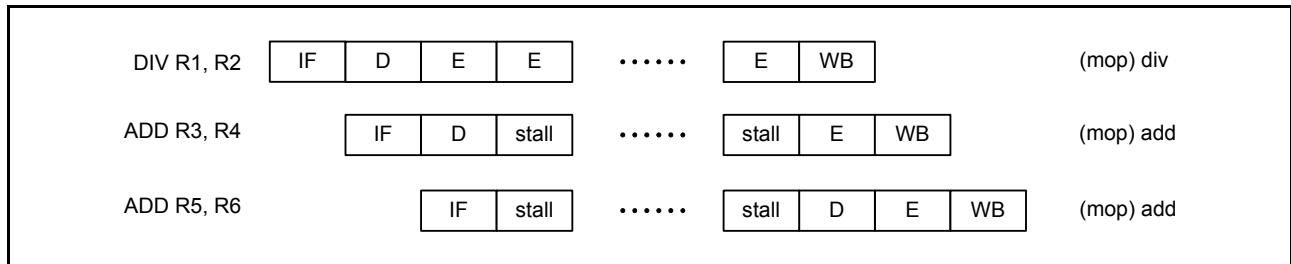 DIV R1, R2 IF D E E ...... E WB (mop) div
ADD R3, R4 IF D stall ...... stall E WB (mop) add
ADD R5, R6 IF stall ...... stall D E WB (mop) add